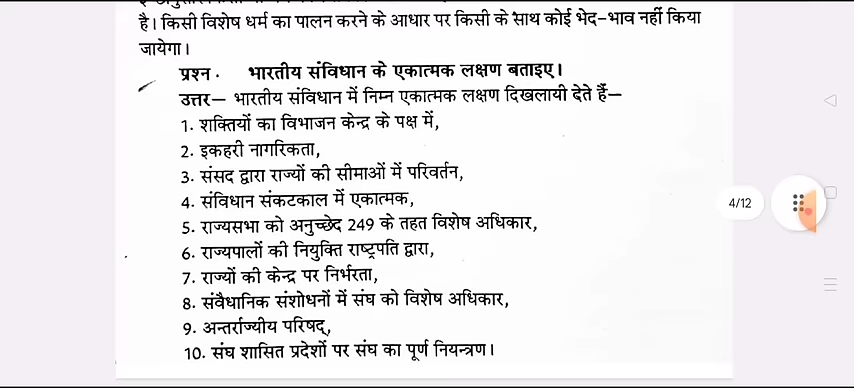 है। किसी विशेष धर्म का पालन करने के आधार पर किसी के साथ कोई भेद-भाव नहीं किया
जायेगा।
प्रश्न · भारतीय संविधान के एकात्मक लक्षण बताइए।
उत्तर— भारतीय संविधान में निम्न एकात्मक लक्षण दिखलायी देते हैं—
1. शक्तियों का विभाजन केन्द्र के पक्ष में,
2. इकहरी नागरिकता,
3. संसद द्वारा राज्यों की सीमाओं में परिवर्तन,
4. संविधान संकटकाल में एकात्मक,
5. राज्यसभा को अनुच्छेद 249 के तहत विशेष अधिकार,
6. राज्यपालों की नियुक्ति राष्ट्रपति द्वारा,
7. राज्यों की केन्द्र पर निर्भरता,
8. संवैधानिक संशोधनों में संघ को विशेष अधिकार,
9. अन्तर्राज्यीय परिषद्,
10. संघ शासित प्रदेशों पर संघ का पूर्ण नियन्त्रण।
4/12